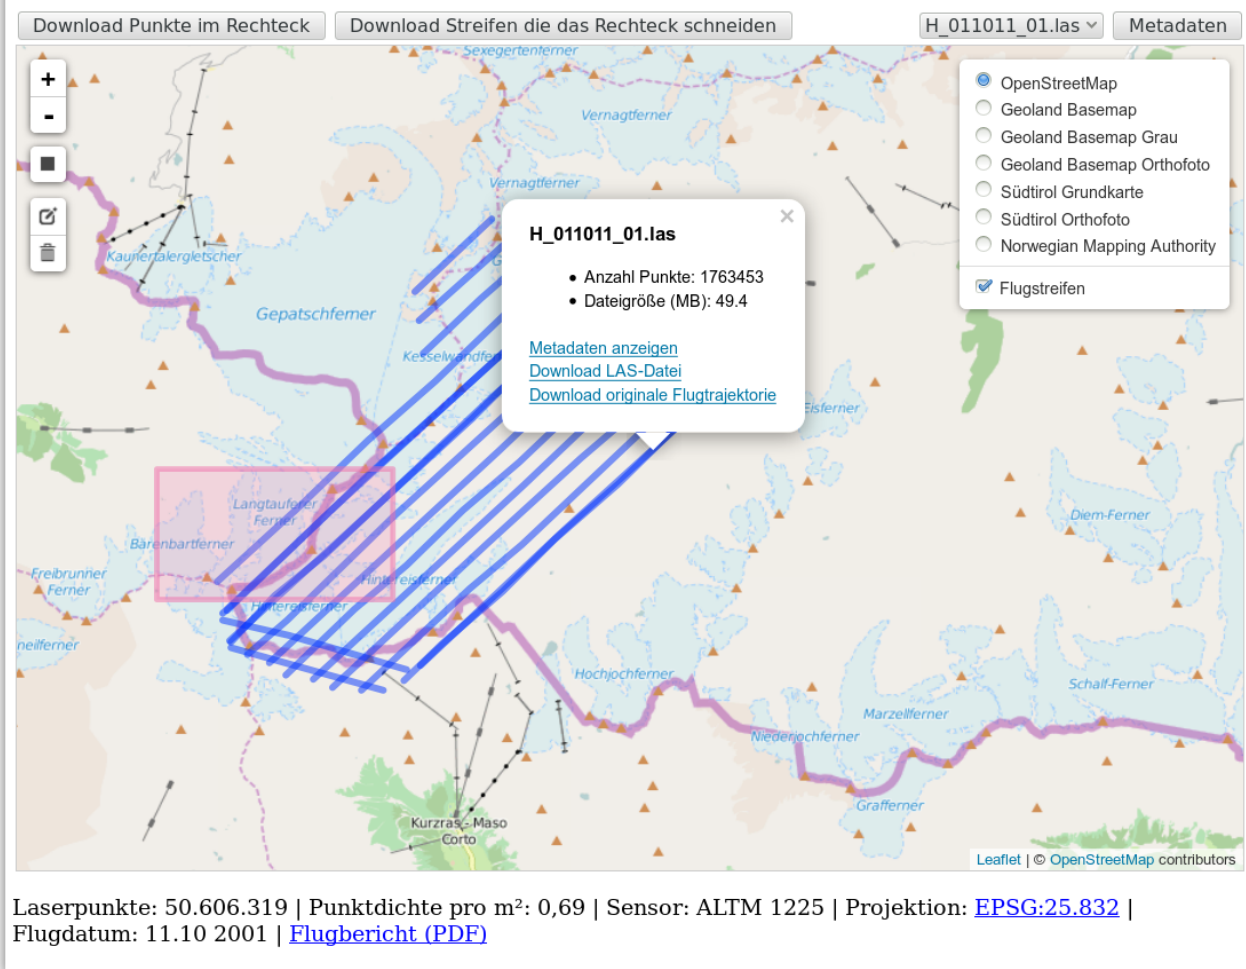 Download Punkte im Rechteck
Download Streifen die das Rechteck schneiden
H_011011_01.las
Metadaten
+
-
OpenStreetMap
Geoland Basemap
Geoland Basemap Grau
Geoland Basemap Orthofoto
Südtirol Grundkarte
Südtirol Orthofoto
Norwegian Mapping Authority
Flugstreifen
Sexegertenferner
Vernagtferner
Vernagtferner
Kaunertalergletscher
Gepatschferner
H_011011_01.las
×
• Anzahl Punkte: 1763453
• Dateigröße (MB): 49.4
Metadaten anzeigen
Download LAS-Datei
Download originale Flugtrajektorie
Kesselwandfe
Eisferner
Langtauferer
Ferner
Bärenbartferner
Diem-Ferner
Freibrunner
Ferner
Hintereisferner
Hintereisferner
neilferner
Hochjochferner
Schalf-Ferner
Marzellferner
Niederjochferner
Grafferner
Kurzras - Maso
Corto
Leaflet | © OpenStreetMap contributors
Laserpunkte: 50.606.319 | Punktdichte pro m²: 0,69 | Sensor: ALTM 1225 | Projektion: EPSG:25.832 |
Flugdatum: 11.10 2001 | Flugbericht (PDF)